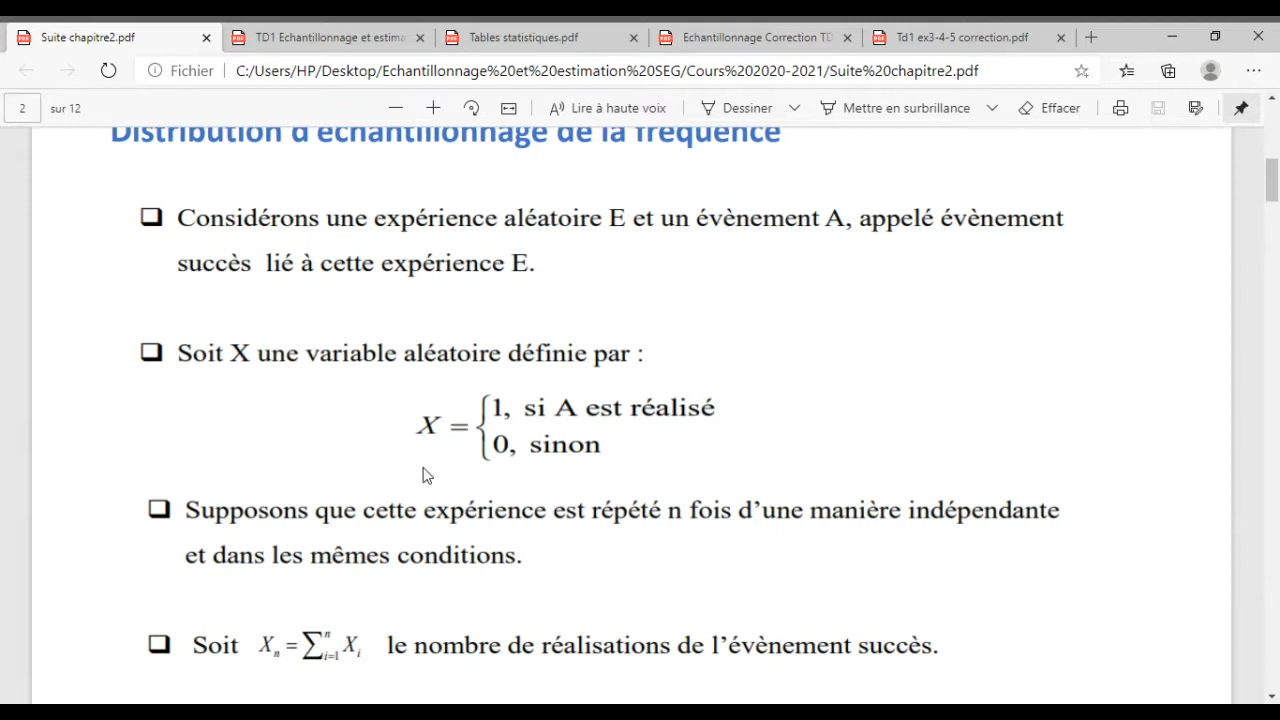 Suite chapitre2.pdf
TD1 Echantillonnage et estima
Tables statistiques.pdf
Echantillonnage Correction TD
Td1 ex3-4-5 correction.pdf
Fichier
C:/Users/HP/Desktop/Echantillonnage%20et%20estimation%20SEG/Cours%202020-2021/Suite%20chapitre2.pdf
2 sur 12
Lire à haute voix
Dessiner
Mettre en surbrillance
Effacer
Distribution d'échantillonnage de la fréquence
Considérons une expérience aléatoire E et un évènement A, appelé évènement
succès lié à cette expérience E.
Soit X une variable aléatoire définie par :
X = { 1, si A est réalisé
0, sinon
Supposons que cette expérience est répété n fois d’une manière indépendante
et dans les mêmes conditions.
Soit X_n = ∑_{i=1}^n X_i le nombre de réalisations de l’évènement succès.